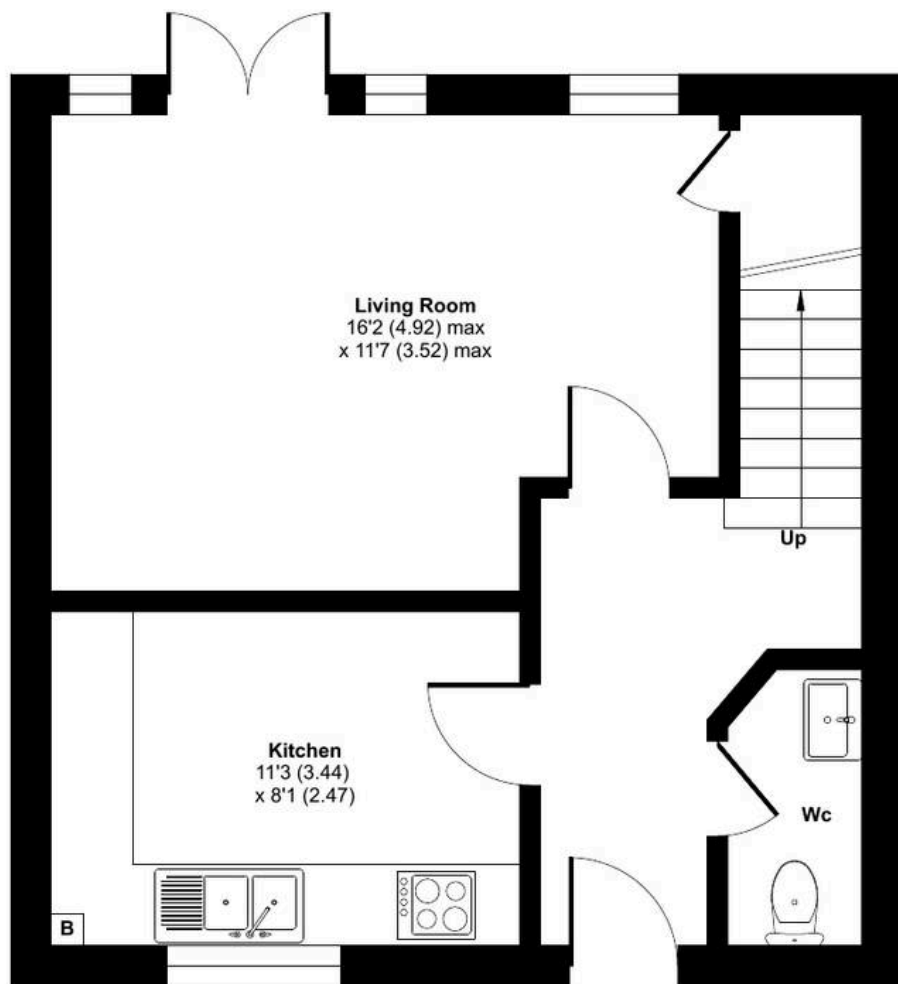 Living Room
16'2 (4.92) max
x 11'7 (3.52) max
Up
Kitchen
11'3 (3.44)
x 8'1 (2.47)
Wc
B